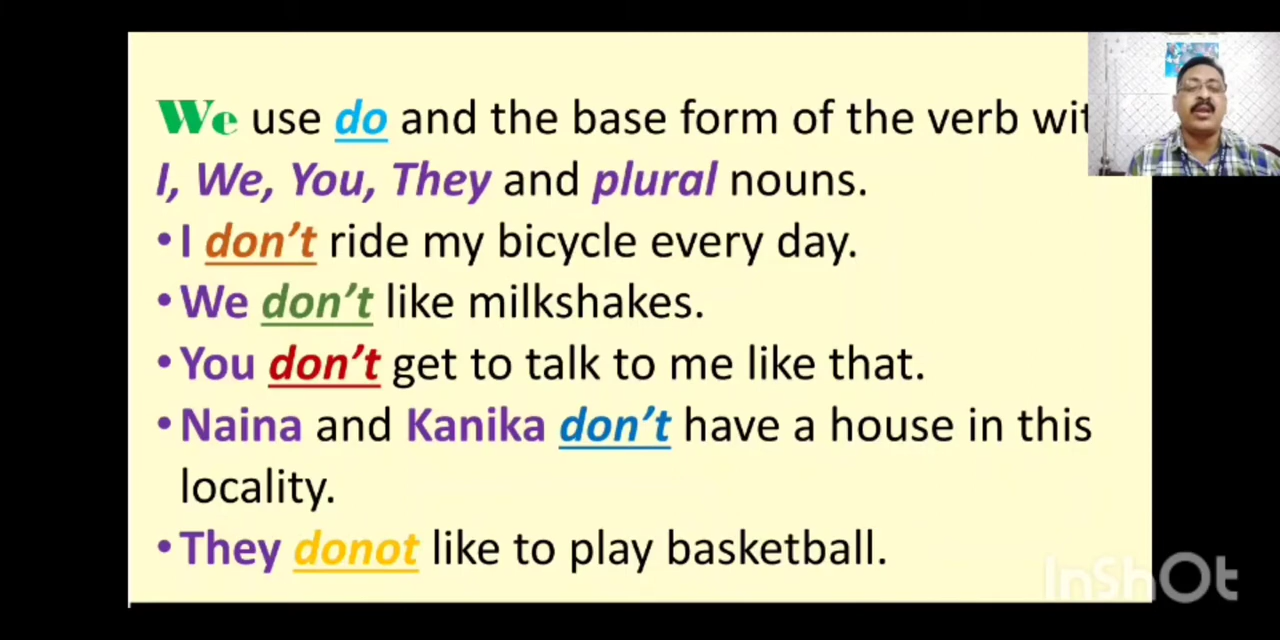 We use do and the base form of the verb wit
I, We, You, They and plural nouns.
• I don't ride my bicycle every day.
• We don't like milkshakes.
• You don't get to talk to me like that.
• Naina and Kanika don't have a house in this
locality.
• They donot like to play basketball.
InShOt